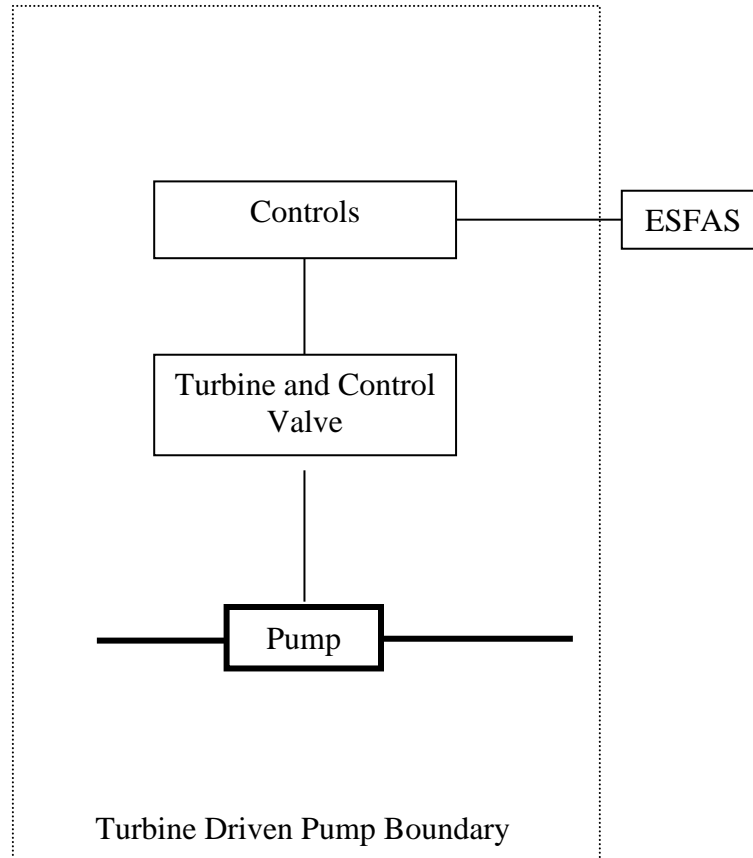 Controls
ESFAS
Turbine and Control
Valve
Pump
Turbine Driven Pump Boundary